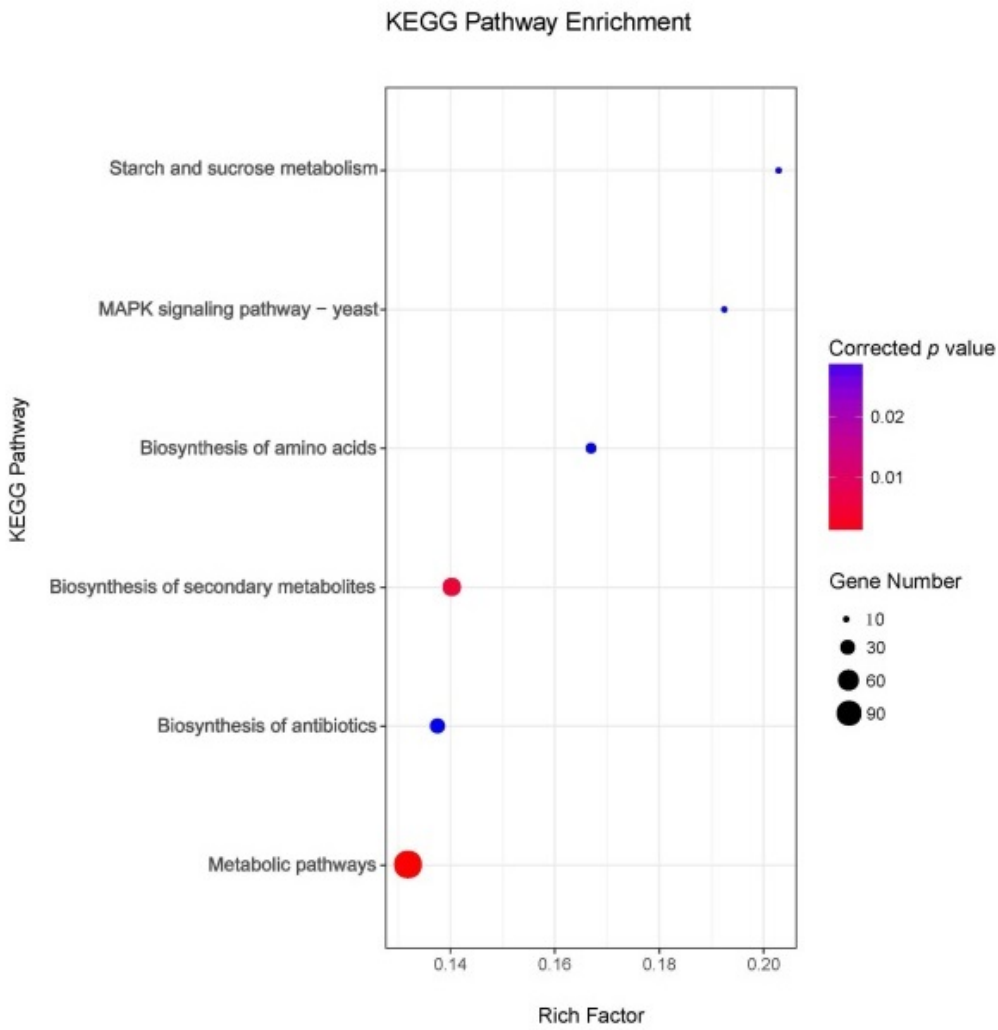 KEGG Pathway Enrichment
Starch and sucrose metabolism
MAPK signaling pathway − yeast
Biosynthesis of amino acids
Biosynthesis of secondary metabolites
Biosynthesis of antibiotics
Metabolic pathways
KEGG Pathway
0.14 0.16 0.18 0.20
Rich Factor
Corrected p value
0.02
0.01
Gene Number
10
30
60
90